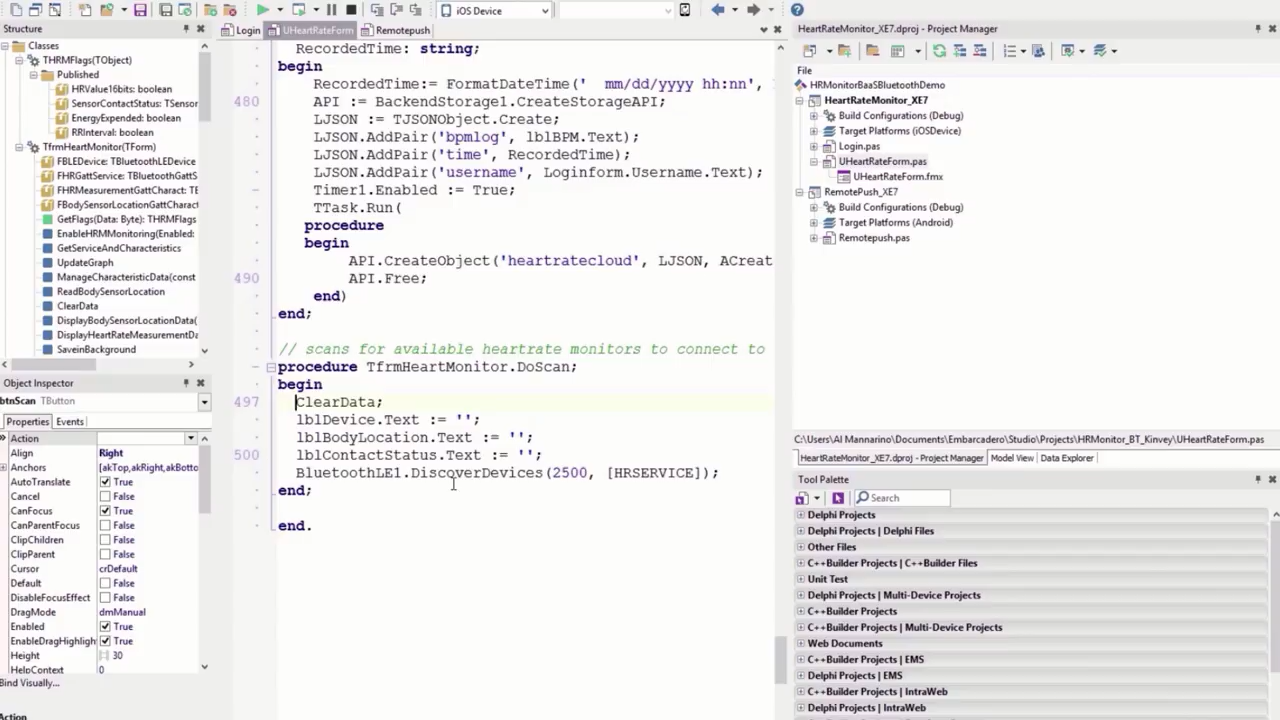 iOS Device
Structure
Classes
THRMFlags(TObject)
Published
HRValue16bits: boolean
SensorContactStatus: TSensor
EnergyExpended: boolean
RRInterval: boolean
TfrmHeartMonitor(TForm)
FBLEDevice: TBluetoothLEDevice
FHRGattService: TBluetoothGatt
FHRMeasurementGattCharact: TB
FBodySensorLocationGattCharact
GetFlags(Data: Byte): THRMFlags
EnableHRMMonitoring(Enabled:
GetServiceAndCharacteristics
UpdateGraph
ManageCharacteristicData(const
ReadBodySensorLocation
ClearData
DisplayBodySensorLocationData(
DisplayHeartRateMeasurementDa
SaveinBackground
Object Inspector
btnScan TButton
Properties Events
Action
Align Right
Anchors [akTop,akRight,akBotto
AutoTranslate True
Cancel False
CanFocus True
CanParentFocus False
ClipChildren False
ClipParent False
Cursor crDefault
Default False
DisableFocusEffect False
DragMode dmManual
Enabled True
EnableDragHighligh True
Height 30
HelpContext 0
Bind Visually...
Action
Login UHeartRateForm Remotepush
RecordedTime: string;
begin
RecordedTime:= FormatDateTime('  mm/dd/yyyy hh:nn',
480 API := BackendStorage1.CreateStorageAPI;
LJSON := TJSONObject.Create;
LJSON.AddPair('bpmlog', lblBPM.Text);
LJSON.AddPair('time', RecordedTime);
LJSON.AddPair('username', Loginform.Username.Text);
Timer1.Enabled := True;
TTask.Run(
procedure
begin
API.CreateObject('heartratecloud', LJSON, ACreat
490 API.Free;
end)
end;
// scans for available heartrate monitors to connect to
procedure TfrmHeartMonitor.DoScan;
begin
497 ClearData;
lblDevice.Text := '';
lblBodyLocation.Text := '';
500 lblContactStatus.Text := '';
BluetoothLE1.DiscoverDevices(2500, [HRSERVICE]);
end;
end.
HeartRateMonitor_XE7.dproj - Project Manager
File
HRMonitorBaaSBluetoothDemo
HeartRateMonitor_XE7
Build Configurations (Debug)
Target Platforms (iOSDevice)
Login.pas
UHeartRateForm.pas
UHeartRateForm.fmx
RemotePush_XE7
Build Configurations (Debug)
Target Platforms (Android)
Remotepush.pas
C:\Users\Al Mannarino\Documents\Embarcadero\Studio\Projects\HRMonitor_BT_Kinvey\UHeartRateForm.pas
HeartRateMonitor_XE7.dproj - Project Manager Model View Data Explorer
Tool Palette
Search
Delphi Projects
Delphi Projects | Delphi Files
Other Files
C++Builder Projects | C++Builder Files
Unit Test
Delphi Projects | Multi-Device Projects
C++Builder Projects
C++Builder Projects | Multi-Device Projects
Web Documents
C++Builder Projects | EMS
Delphi Projects | EMS
C++Builder Projects | IntraWeb
Delphi Projects | IntraWeb